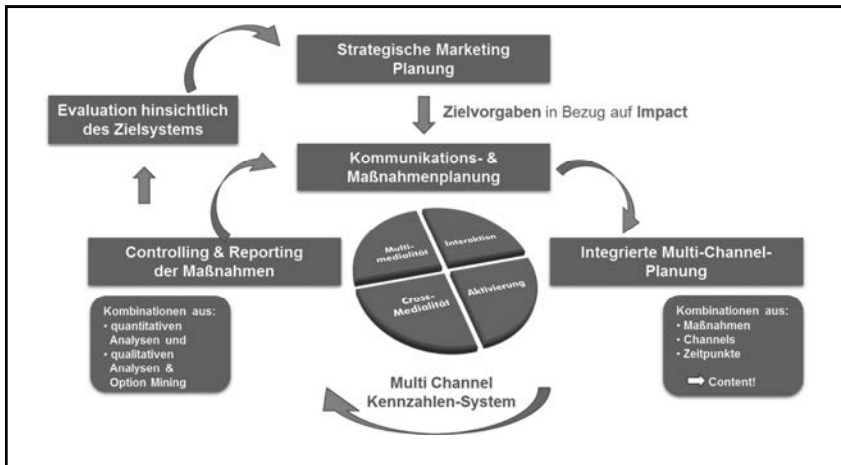 Strategische Marketing
Planung
Evaluation hinsichtlich
des Zielsystems
Zielvorgaben in Bezug auf Impact
Kommunikations- &
Maßnahmenplanung
Controlling & Reporting
der Maßnahmen
Multi-
medialität
Interaktion
Cross-
Medialität
Aktivierung
Integrierte Multi-Channel-
Planung
Kombinationen aus:
• quantitativen
Analysen und
• qualitativen
Analysen &
Option Mining
Kombinationen aus:
• Maßnahmen
• Channels
• Zeitpunkte
Content!
Multi Channel
Kennzahlen-System